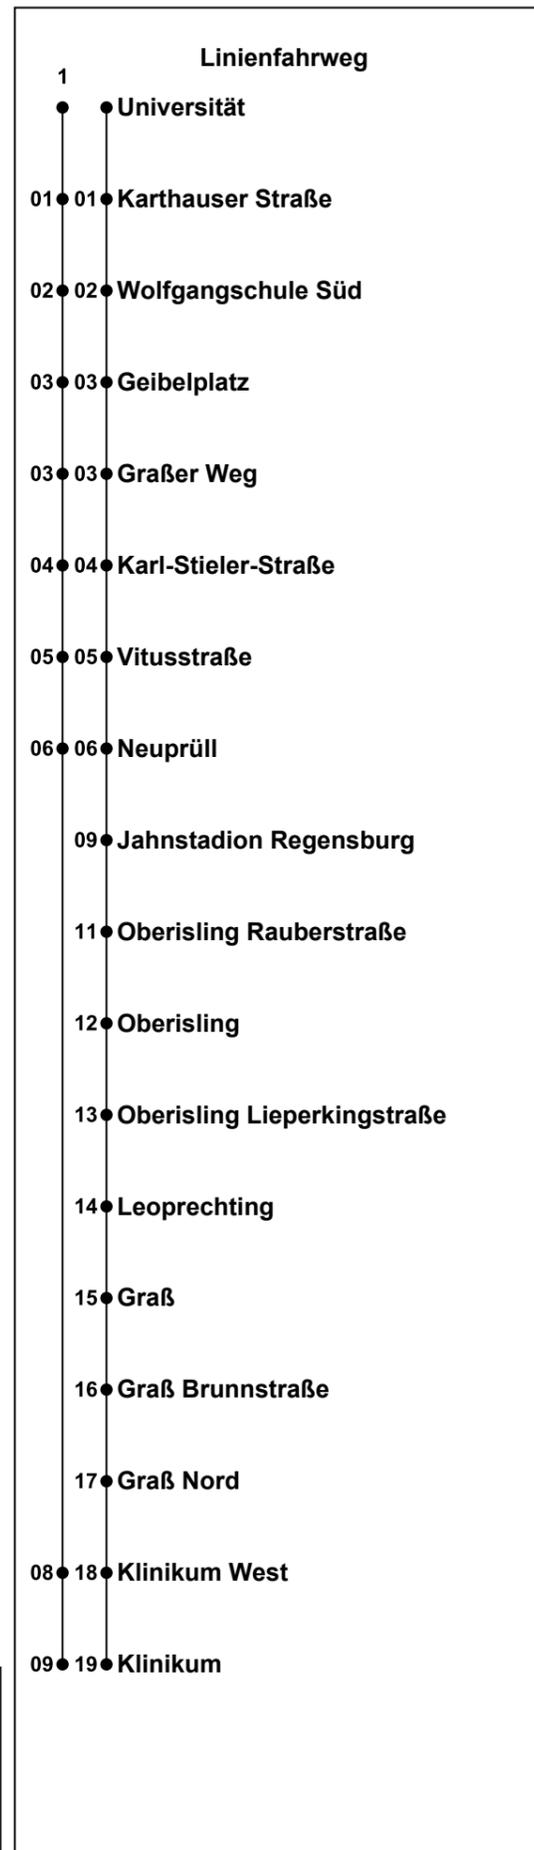 Linienfahrweg
1
Universität
01 01 Karthauser Straße
02 02 Wolfgangschule Süd
03 03 Geibelplatz
03 03 Graßer Weg
04 04 Karl-Stieler-Straße
05 05 Vitusstraße
06 06 Neuprüll
09 Jahnstadion Regensburg
11 Oberisling Rauberstraße
12 Oberisling
13 Oberisling Lieperkingstraße
14 Leoprechting
15 Graß
16 Graß Brunnstraße
17 Graß Nord
08 18 Klinikum West
09 19 Klinikum